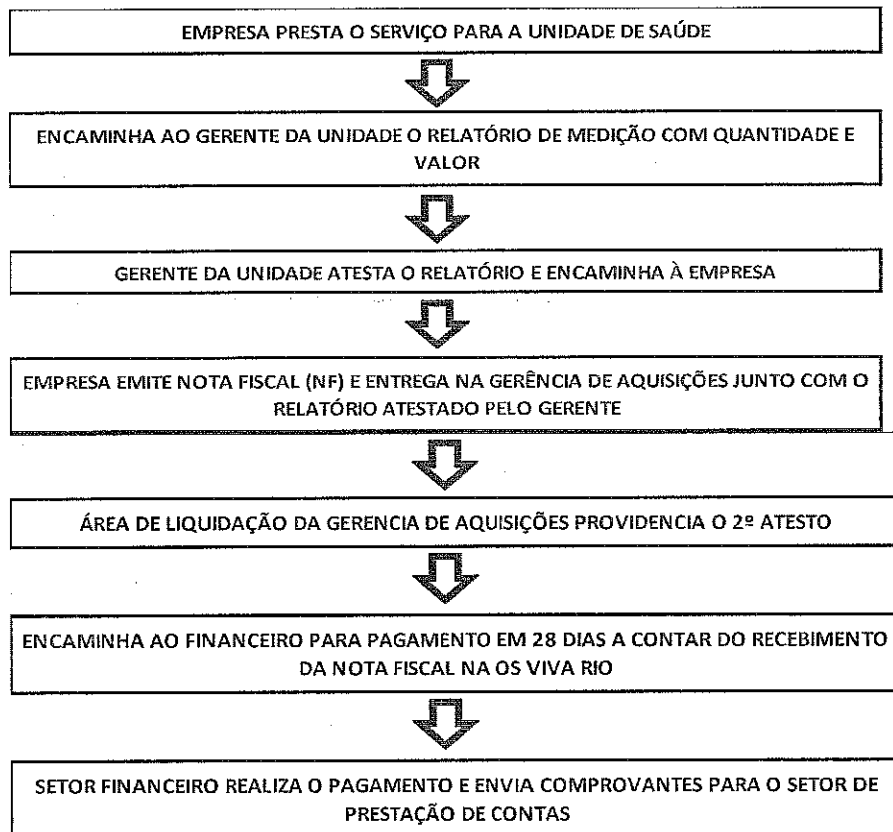 EMPRESA PRESTA O SERVIÇO PARA A UNIDADE DE SAÚDE
ENCAMINHA AO GERENTE DA UNIDADE O RELATÓRIO DE MEDIÇÃO COM QUANTIDADE E
VALOR
GERENTE DA UNIDADE ATESTA O RELATÓRIO E ENCAMINHA À EMPRESA
EMPRESA EMITE NOTA FISCAL (NF) E ENTREGA NA GERÊNCIA DE AQUISIÇÕES JUNTO COM O
RELATÓRIO ATESTADO PELO GERENTE
ÁREA DE LIQUIDAÇÃO DA GERENCIA DE AQUISIÇÕES PROVIDENCIA O 2º ATESTO
ENCAMINHA AO FINANCEIRO PARA PAGAMENTO EM 28 DIAS A CONTAR DO RECEBIMENTO
DA NOTA FISCAL NA OS VIVA RIO
SETOR FINANCEIRO REALIZA O PAGAMENTO E ENVIA COMPROVANTES PARA O SETOR DE
PRESTAÇÃO DE CONTAS